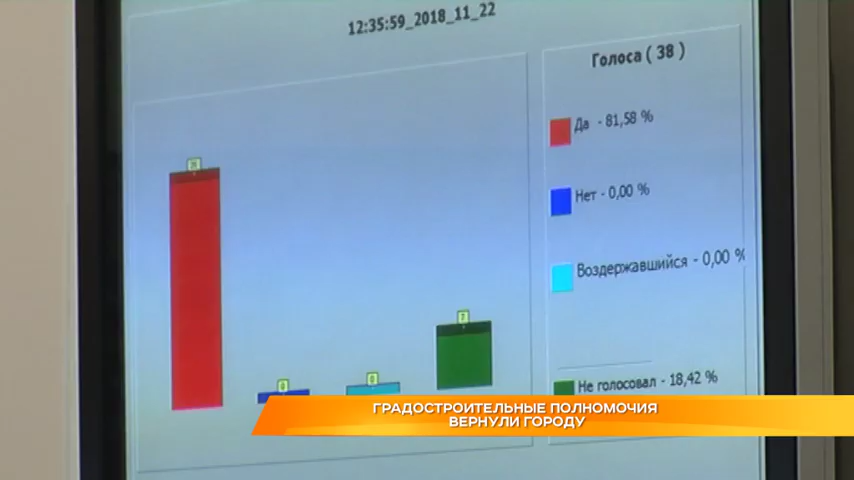 12:35:59_2018_11_22
Голоса ( 38 )
Да - 81,58 %
Нет - 0,00 %
Воздержавшийся - 0,00 %
Не голосовал - 18,42 %
0
0
7
ГРАДОСТРОИТЕЛЬНЫЕ ПОЛНОМОЧИЯ
ВЕРНУЛИ ГОРОДУ